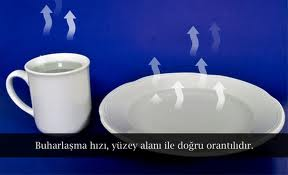 Buharlaşma hızı, yüzey alanı ile doğru orantılıdır.